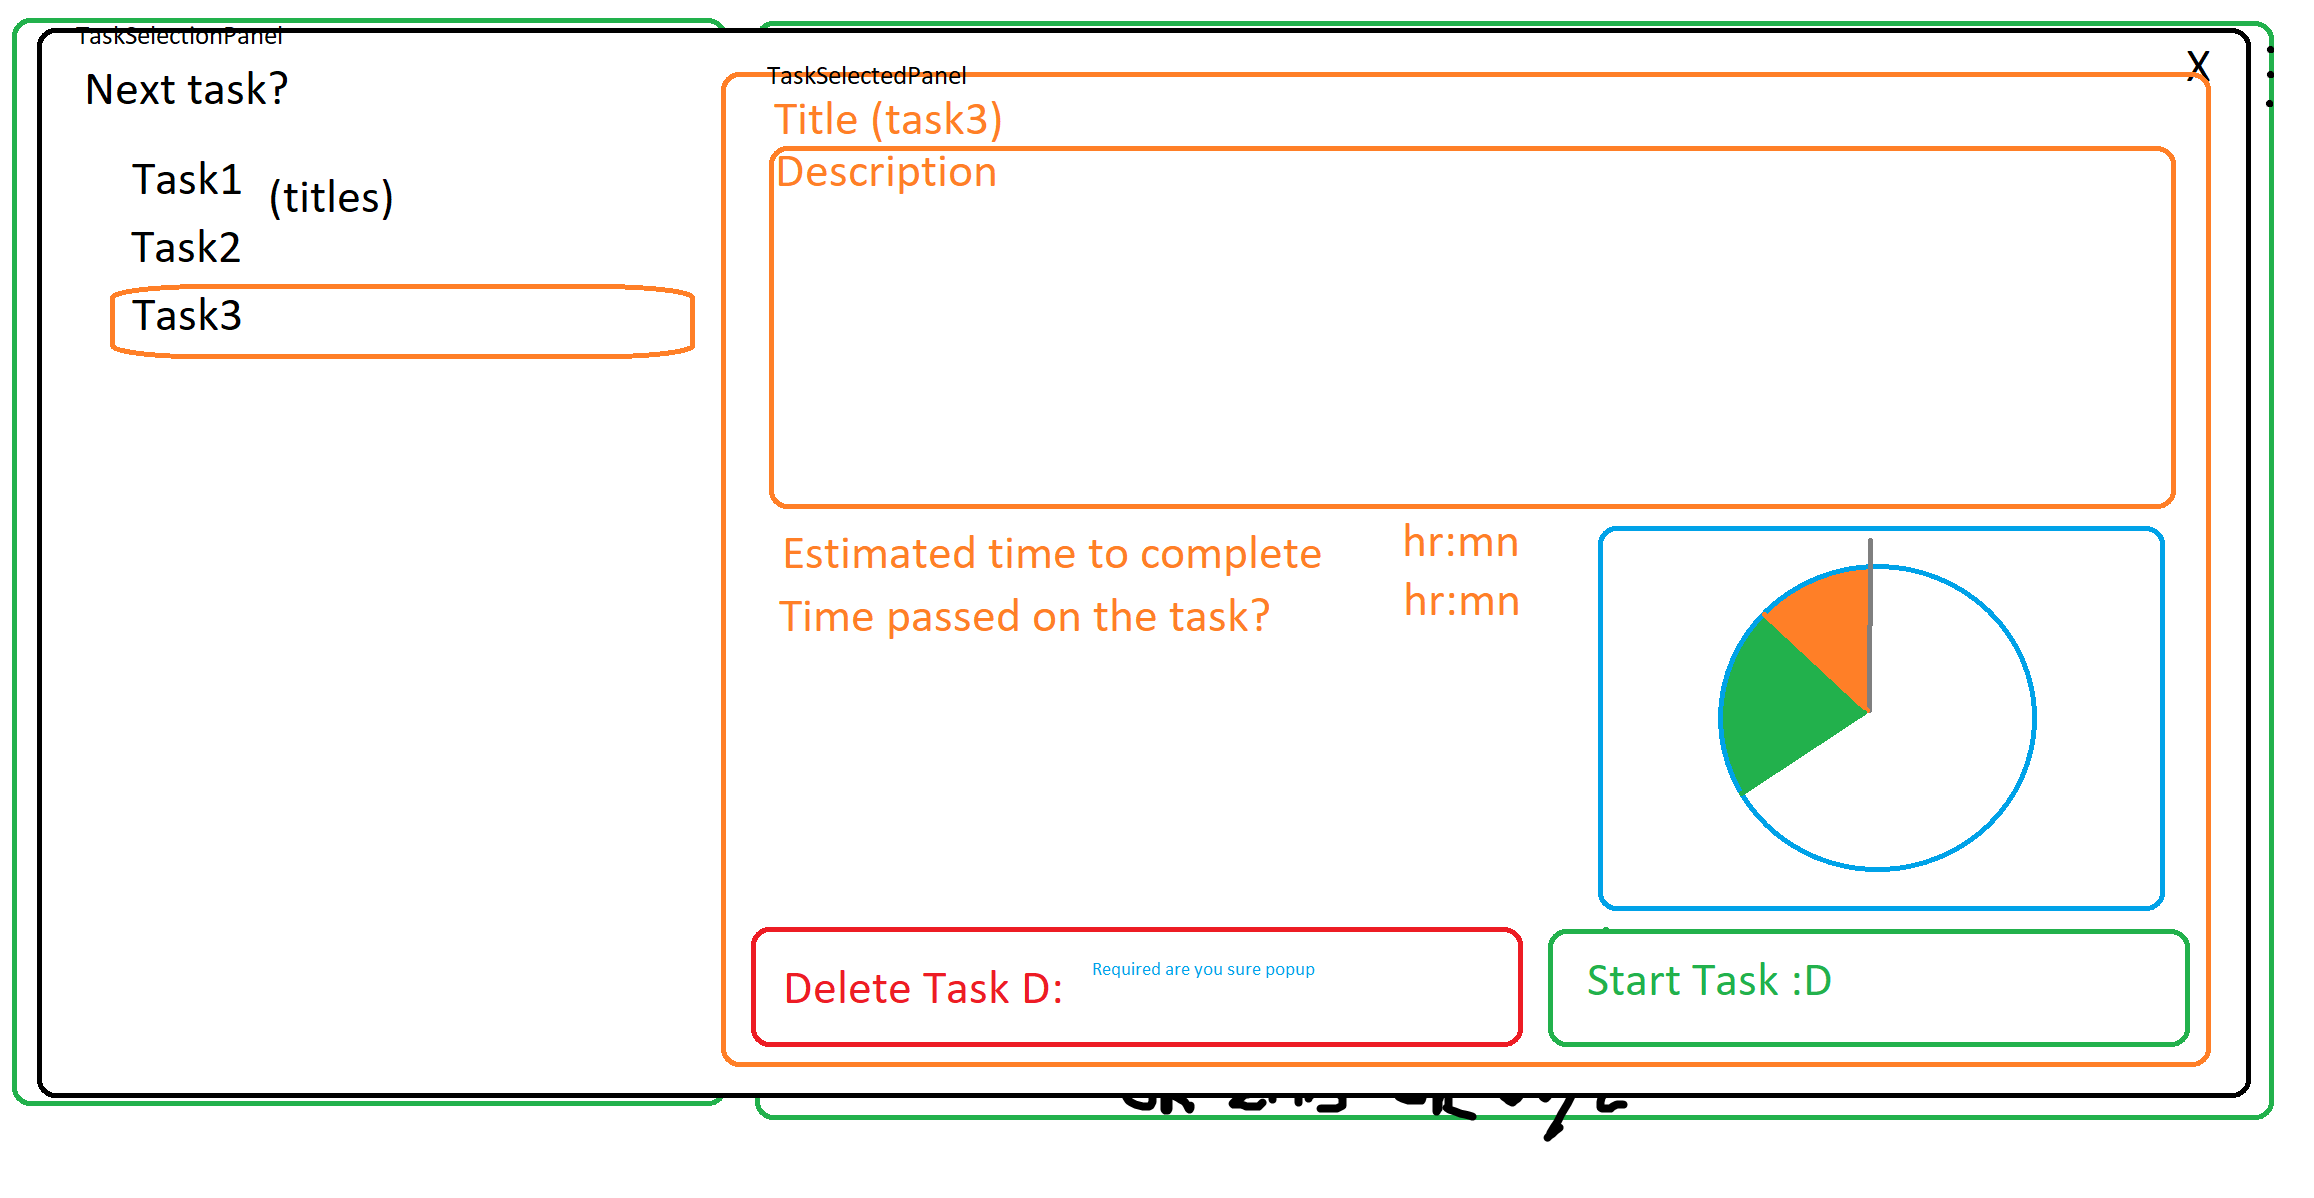 TaskSelectionPanel
Next task?
Task1 (titles)
Task2
Task3
X
TaskSelectedPanel
Title (task3)
Description
Estimated time to complete hr:mn
Time passed on the task? hr:mn
Delete Task D: Required are you sure popup
Start Task :D